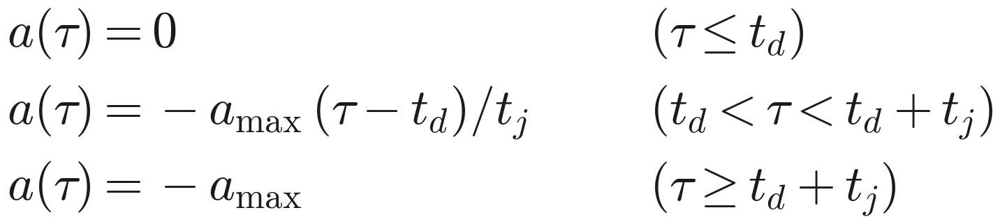 a(τ) = 0 (τ ≤ t_d)
a(τ) = − a_max (τ − t_d)/t_j (t_d < τ < t_d + t_j)
a(τ) = − a_max (τ ≥ t_d + t_j)